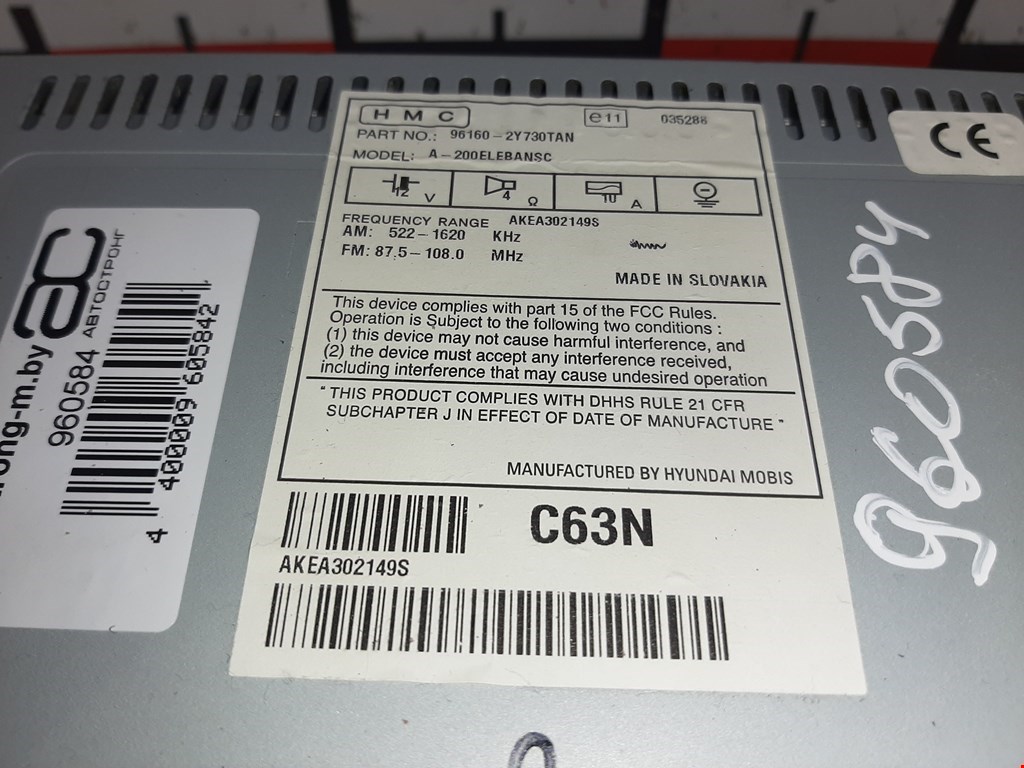 HMC
e11 035288
PART NO.: 96160-2Y730TAN
MODEL: A-200ELEBANSC
12 V
4 Ω
10 A
FREQUENCY RANGE AKEA302149S
AM: 522-1620 KHz
FM: 87.5-108.0 MHz
MADE IN SLOVAKIA
This device complies with part 15 of the FCC Rules.
Operation is Subject to the following two conditions :
(1) this device may not cause harmful interference, and
(2) the device must accept any interference received,
including interference that may cause undesired operation
"THIS PRODUCT COMPLIES WITH DHHS RULE 21 CFR
SUBCHAPTER J IN EFFECT OF DATE OF MANUFACTURE"
MANUFACTURED BY HYUNDAI MOBIS
C63N
AKEA302149S
CE
960584
ac
АВТОСТРОНГ
rong-m.by
960584
4 400009 605842